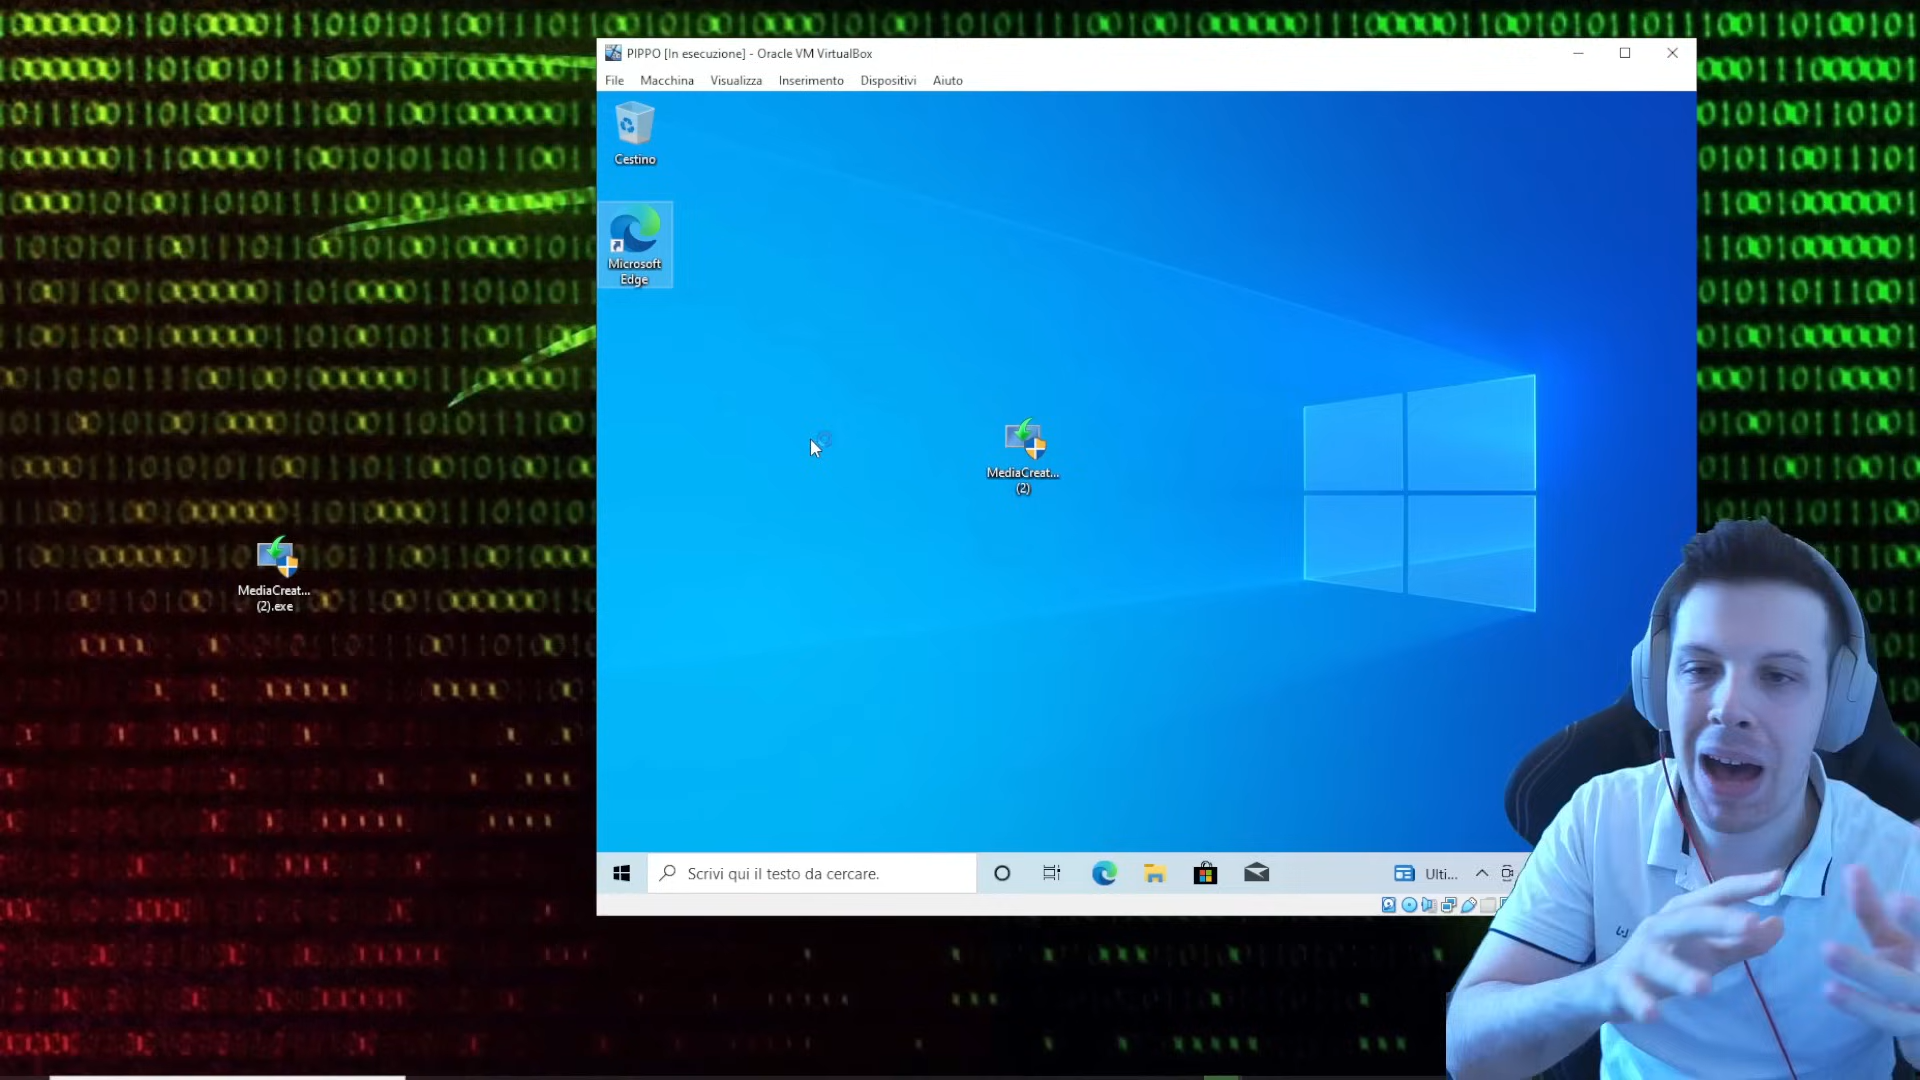 PIPPO [In esecuzione] - Oracle VM VirtualBox
File Macchina Visualizza Inserimento Dispositivi Aiuto
Cestino
Microsoft
Edge
MediaCreat...
(2)
MediaCreat...
(2).exe
Scrivi qui il testo da cercare.
Ulti...